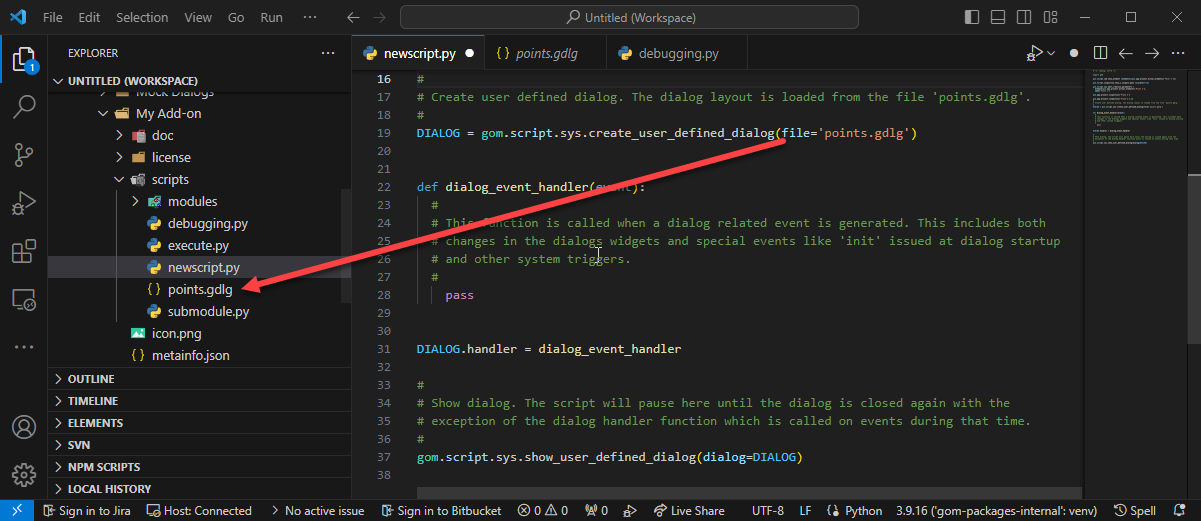 File Edit Selection View Go Run ··· Untitled (Workspace)
EXPLORER ···
UNTITLED (WORKSPACE)
Mock Dialogs
My Add-on
doc
license
scripts
modules
debugging.py
execute.py
newscript.py
points.gdlg
submodule.py
icon.png
metainfo.json
OUTLINE
TIMELINE
ELEMENTS
SVN
NPM SCRIPTS
LOCAL HISTORY
1
newscript.py points.gdlg debugging.py
16 #
17 # Create user defined dialog. The dialog layout is loaded from the file 'points.gdlg'.
18 #
19 DIALOG = gom.script.sys.create_user_defined_dialog(file='points.gdlg')
20
21
22 def dialog_event_handler(event):
23 #
24 # This function is called when a dialog related event is generated. This includes both
25 # changes in the dialogs widgets and special events like 'init' issued at dialog startup
26 # and other system triggers.
27 #
28 pass
29
30
31 DIALOG.handler = dialog_event_handler
32
33 #
34 # Show dialog. The script will pause here until the dialog is closed again with the
35 # exception of the dialog handler function which is called on events during that time.
36 #
37 gom.script.sys.show_user_defined_dialog(dialog=DIALOG)
38
Sign in to Jira Host: Connected No active issue Sign in to Bitbucket 0 0 0 Live Share UTF-8 LF Python 3.9.16 ('gom-packages-internal': venv) Spell